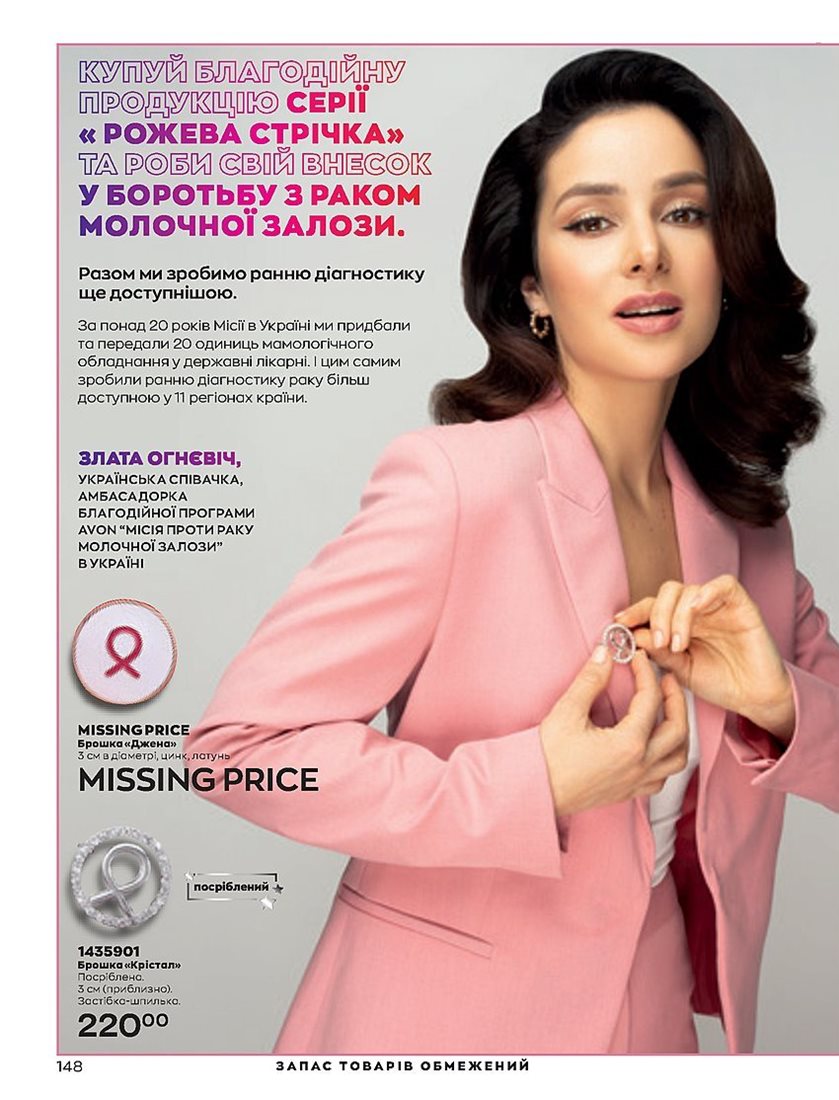 КУПУЙ БЛАГОДІЙНУ
ПРОДУКЦІЮ СЕРІЇ
« РОЖЕВА СТРІЧКА»
ТА РОБИ СВІЙ ВНЕСОК
У БОРОТЬБУ З РАКОМ
МОЛОЧНОЇ ЗАЛОЗИ.
Разом ми зробимо ранню діагностику
ще доступнішою.
За понад 20 років Місії в Україні ми придбали
та передали 20 одиниць мамологічного
обладнання у державні лікарні. І цим самим
зробили ранню діагностику раку більш
доступною у 11 регіонах країни.
ЗЛАТА ОГНЄВІЧ,
УКРАЇНСЬКА СПІВАЧКА,
АМБАСАДОРКА
БЛАГОДІЙНОЇ ПРОГРАМИ
AVON “МІСІЯ ПРОТИ РАКУ
МОЛОЧНОЇ ЗАЛОЗИ”
В УКРАЇНІ
MISSING PRICE
Брошка «Джена»
3 см в діаметрі, цинк, латунь
MISSING PRICE
посріблений
1435901
Брошка «Крістал»
Посріблена.
3 см (приблизно).
Застібка-шпилька.
220⁰⁰
148
ЗАПАС ТОВАРІВ ОБМЕЖЕНИЙ